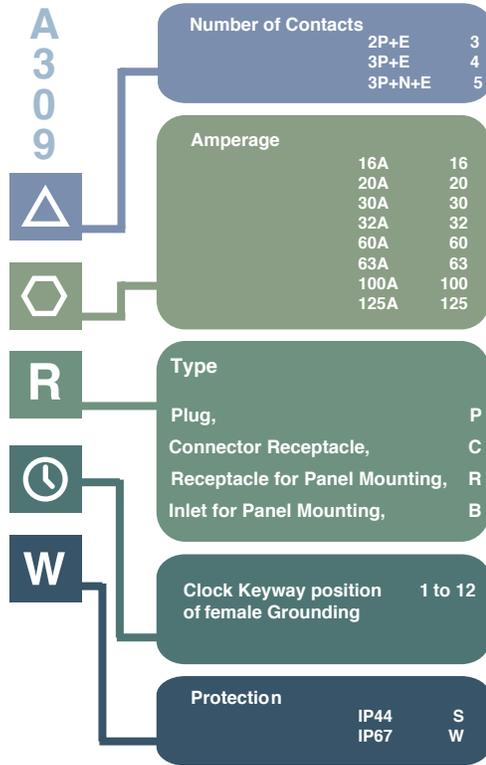 A
3
0
9
Number of Contacts
2P+E 3
3P+E 4
3P+N+E 5
Amperage
16A 16
20A 20
30A 30
32A 32
60A 60
63A 63
100A 100
125A 125
R
Type
Plug, P
Connector Receptacle, C
Receptacle for Panel Mounting, R
Inlet for Panel Mounting, B
Clock Keyway position 1 to 12
of female Grounding
W
Protection
IP44 S
IP67 W